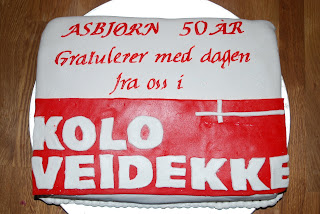 ASBJØRN 50 ÅR
Gratulerer med dagen
fra oss i
KOLO
VEIDEKKE